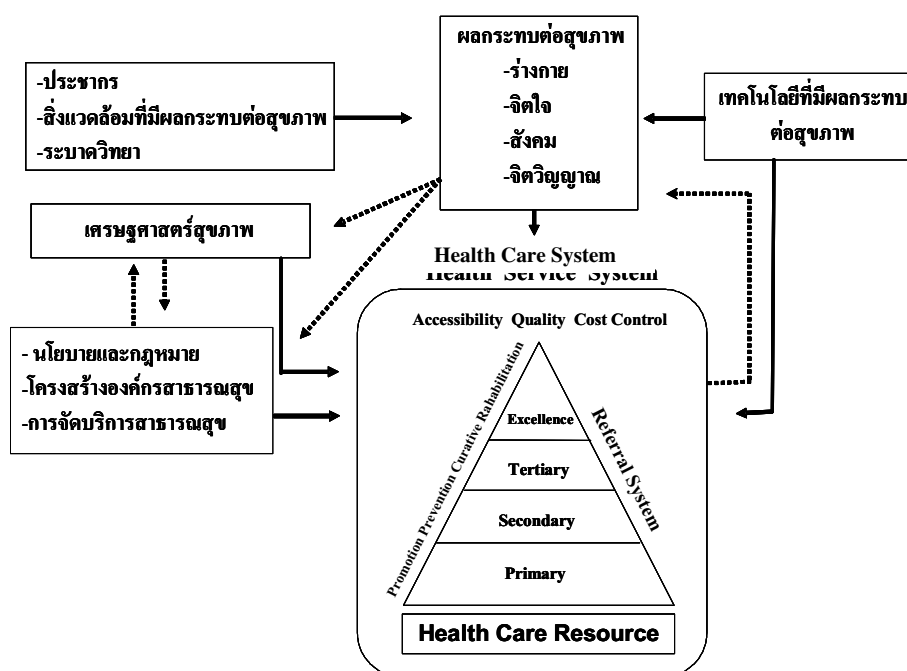 ผลกระทบต่อสุขภาพ
-ร่างกาย
-จิตใจ
-สังคม
-จิตวิญญาณ
-ประชากร
-สิ่งแวดล้อมที่มีผลกระทบต่อสุขภาพ
-ระบาดวิทยา
เทคโนโลยีที่มีผลกระทบ
ต่อสุขภาพ
เศรษฐศาสตร์สุขภาพ
- นโยบายและกฎหมาย
-โครงสร้างองค์กรสาธารณสุข
-การจัดบริการสาธารณสุข
Health Care System
Health Service System
Accessibility Quality Cost Control
Promotion Prevention Curative Rahabilitation
Referral System
Excellence
Tertiary
Secondary
Primary
Health Care Resource